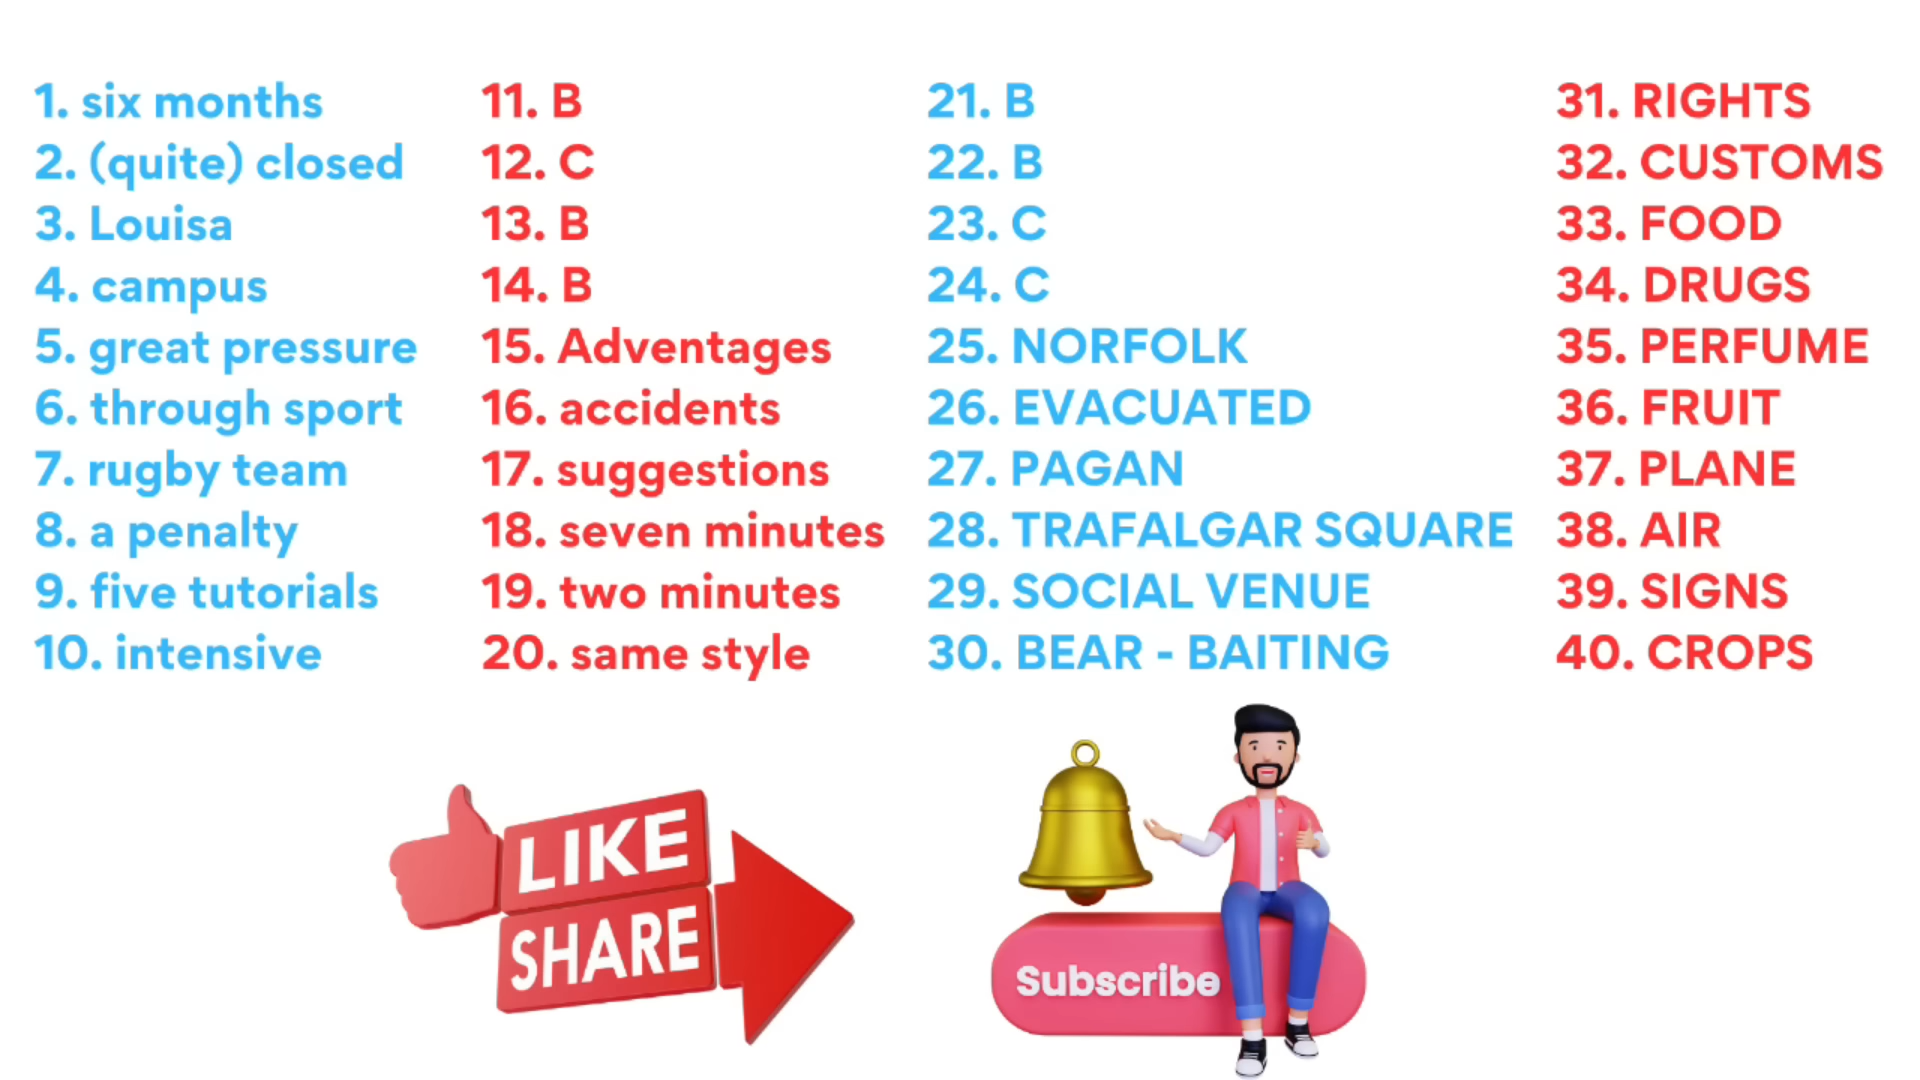 1. six months
2. (quite) closed
3. Louisa
4. campus
5. great pressure
6. through sport
7. rugby team
8. a penalty
9. five tutorials
10. intensive
11. B
12. C
13. B
14. B
15. Adventages
16. accidents
17. suggestions
18. seven minutes
19. two minutes
20. same style
21. B
22. B
23. C
24. C
25. NORFOLK
26. EVACUATED
27. PAGAN
28. TRAFALGAR SQUARE
29. SOCIAL VENUE
30. BEAR - BAITING
31. RIGHTS
32. CUSTOMS
33. FOOD
34. DRUGS
35. PERFUME
36. FRUIT
37. PLANE
38. AIR
39. SIGNS
40. CROPS
LIKE
SHARE
Subscribe